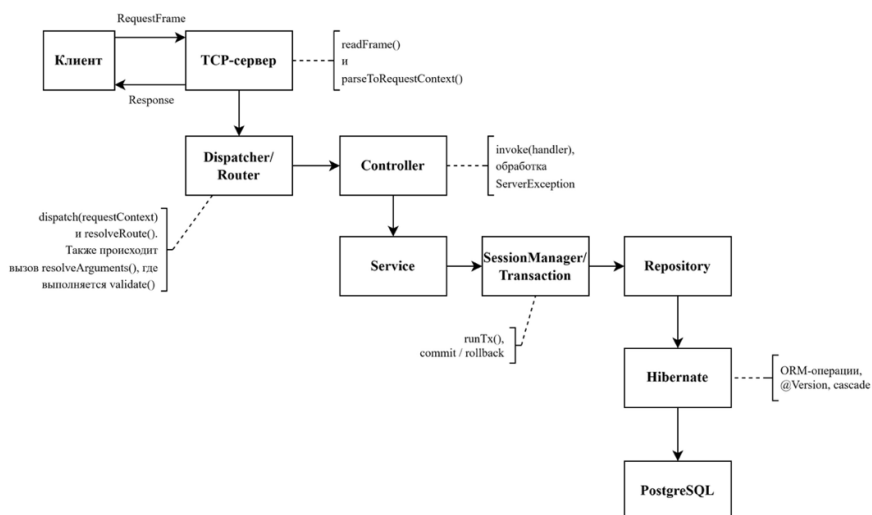 RequestFrame
Клиент
TCP-сервер
readFrame()
и
parseToRequestContext()
Response
Dispatcher/
Router
Controller
invoke(handler),
обработка
ServerException
dispatch(requestContext)
и resolveRoute().
Также происходит
вызов resolveArguments(), где
выполняется validate()
Service
SessionManager/
Transaction
Repository
runTx(),
commit / rollback
Hibernate
ORM-операции,
@Version, cascade
PostgreSQL